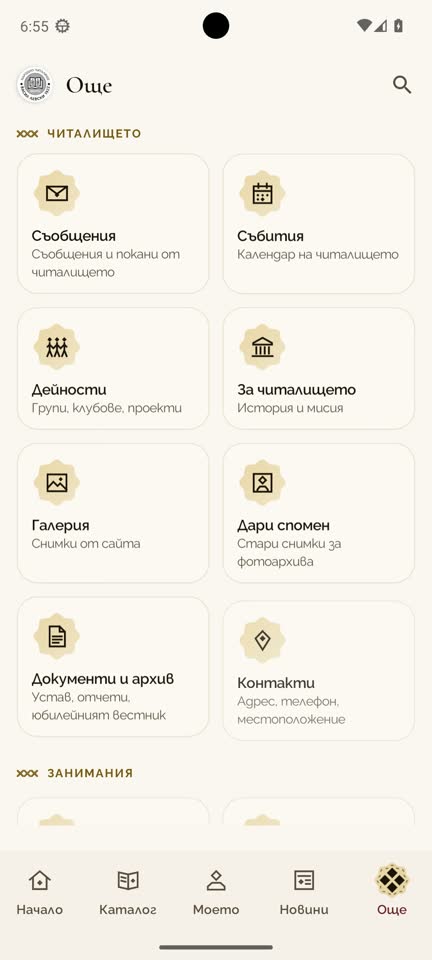 6:55
Още
ЧИТАЛИЩЕТО
Съобщения
Съобщения и покани от
читалището
Събития
Календар на читалището
Дейности
Групи, клубове, проекти
За читалището
История и мисия
Галерия
Снимки от сайта
Дари спомен
Стари снимки за
фотоархива
Документи и архив
Устав, отчети,
юбилейният вестник
Контакти
Адрес, телефон,
местоположение
ЗАНИМАНИЯ
Начало
Каталог
Моето
Новини
Още